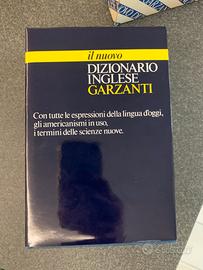 il nuovo
DIZIONARIO
INGLESE
GARZANTI
Con tutte le espressioni della lingua d'oggi,
gli americanismi in uso,
i termini delle scienze nuove.
subito